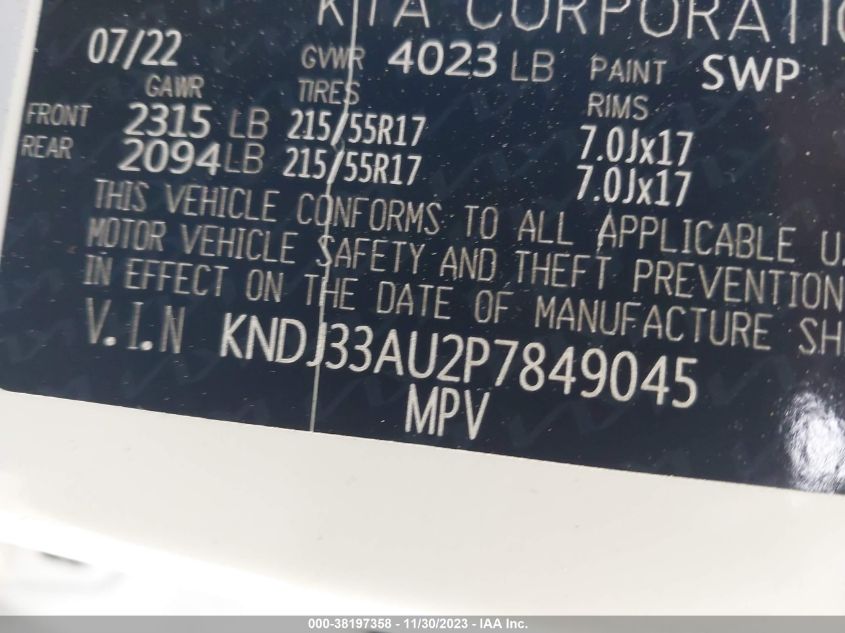 KIA CORPORATIO
07/22 GVWR 4023 LB PAINT SWP
GAWR TIRES RIMS
FRONT 2315 LB 215/55R17 7.0Jx17
REAR 2094 LB 215/55R17 7.0Jx17
THIS VEHICLE CONFORMS TO ALL APPLICABLE U.
MOTOR VEHICLE SAFETY AND THEFT PREVENTION
IN EFFECT ON THE DATE OF MANUFACTURE SH
V.I.N KNDJ33AU2P7849045
MPV
000-38197358 - 11/30/2023 - IAA Inc.